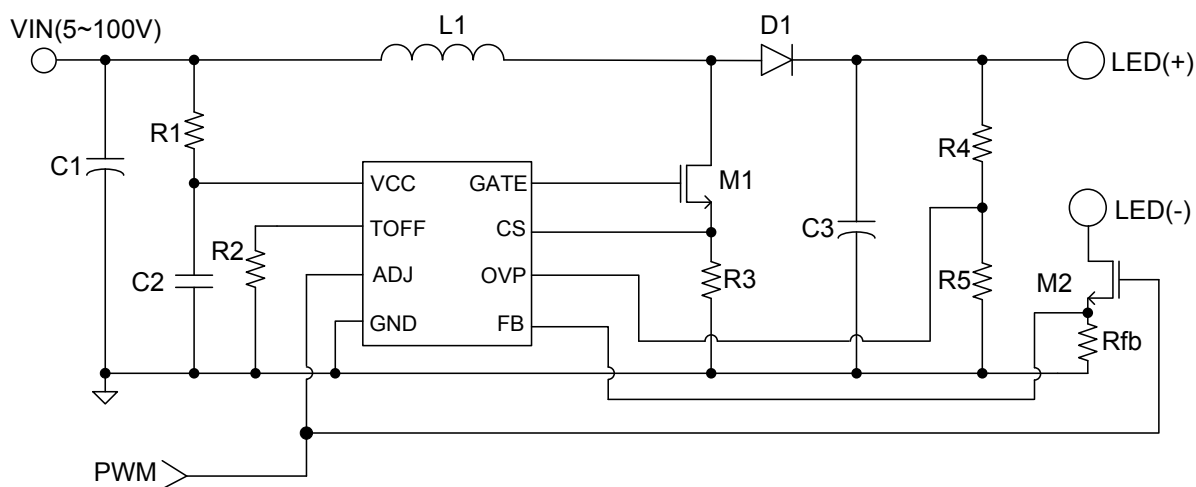 VIN(5~100V)
L1
D1
LED(+)
R1
C1
R4
VCC
GATE
M1
LED(-)
TOFF
CS
R2
C3
C2
ADJ
OVP
R3
R5
M2
GND
FB
Rfb
PWM